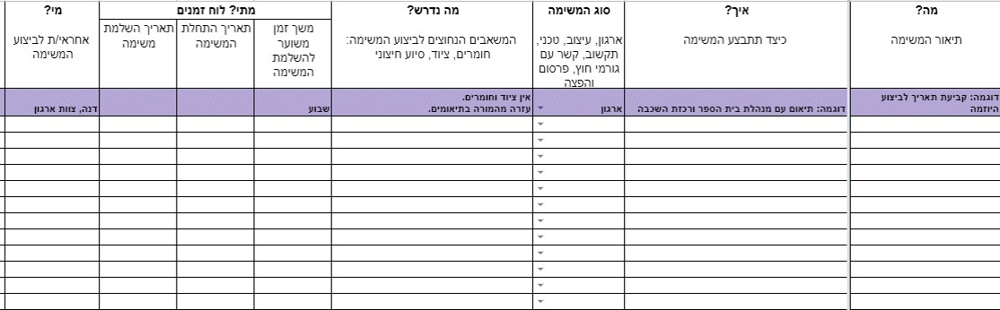 מה?
איך?
סוג המשימה
מה נדרש?
מתי? לוח זמנים
מי?
תיאור המשימה
כיצד תתבצע המשימה
ארגון, עיצוב, טכני,
תקשוב, קשר עם
גורמי חוץ, פרסום
והפצה
המשאבים הנחוצים לביצוע המשימה:
חומרים, ציוד, סיוע חיצוני
משך זמן
משוער
להשלמת
המשימה
תאריך התחלת
המשימה
תאריך השלמת
משימה
אחראי/ת לביצוע
המשימה
דוגמה: קביעת תאריך לביצוע
היוזמה
דוגמה: תיאום עם מנהלת בית הספר ורכזת השכבה
ארגון
אין ציוד וחומרים.
עזרה מהמורה בתיאומים.
שבוע
דנה, צוות ארגון